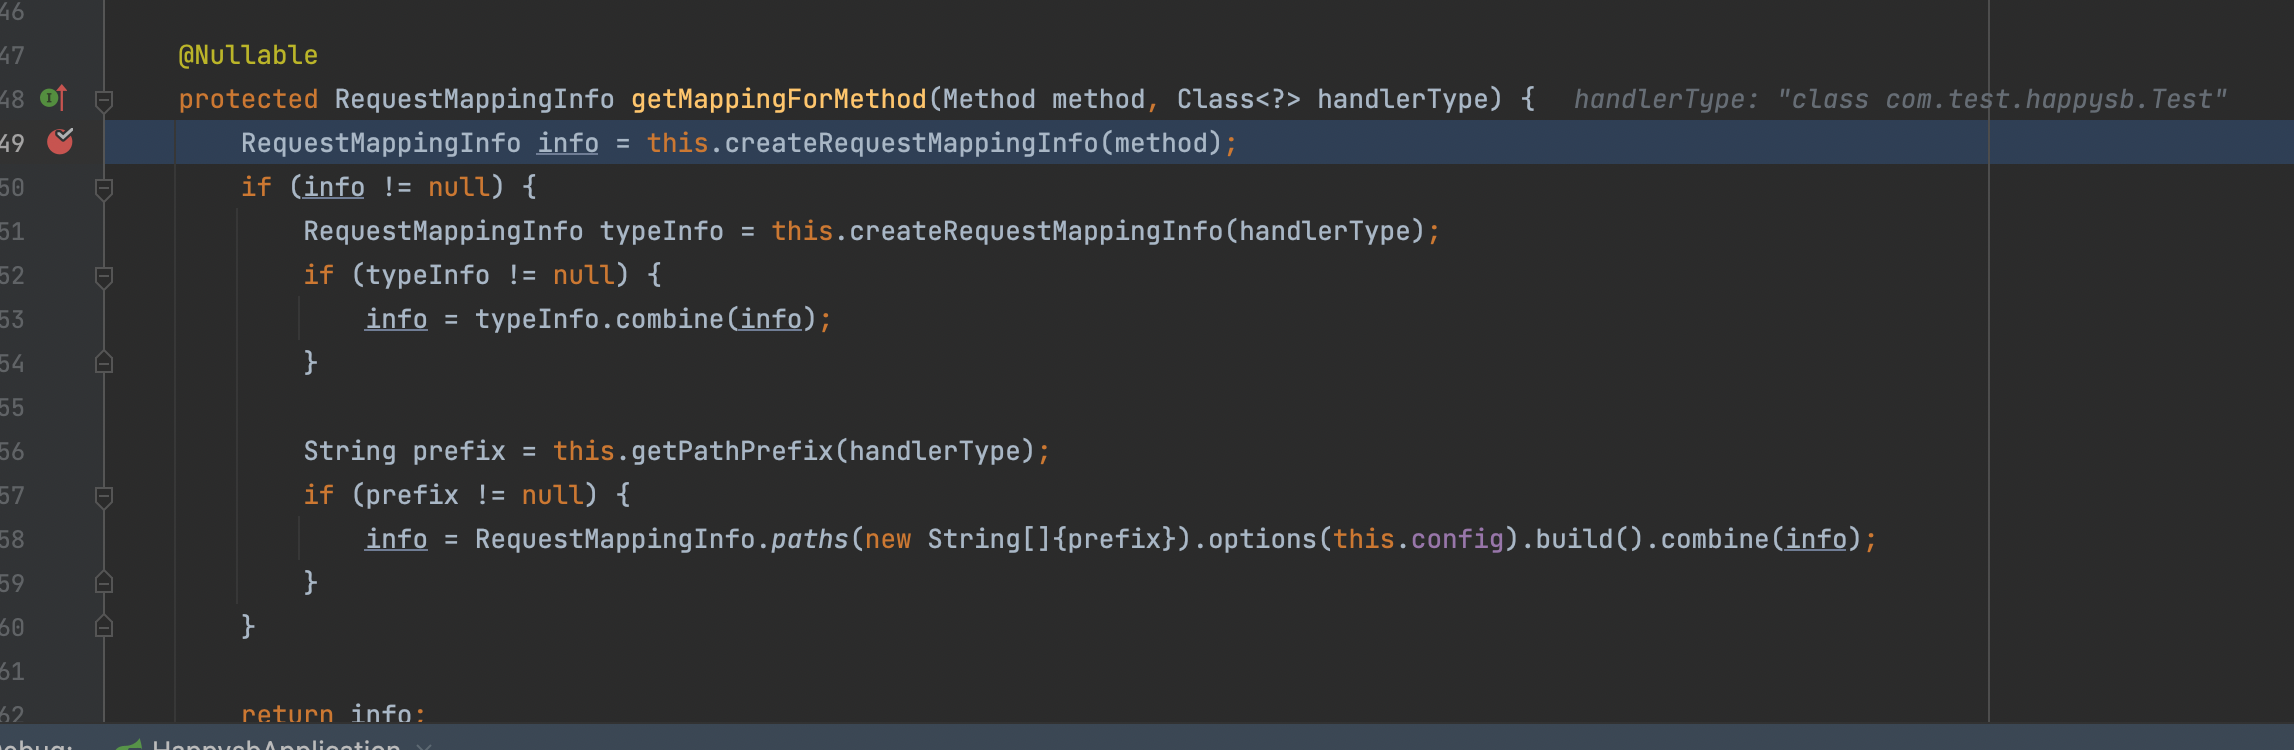 46
47 @Nullable
48 protected RequestMappingInfo getMappingForMethod(Method method, Class<?> handlerType) { handlerType: "class com.test.happysb.Test"
49 RequestMappingInfo info = this.createRequestMappingInfo(method);
50 if (info != null) {
51 RequestMappingInfo typeInfo = this.createRequestMappingInfo(handlerType);
52 if (typeInfo != null) {
53 info = typeInfo.combine(info);
54 }
55
56 String prefix = this.getPathPrefix(handlerType);
57 if (prefix != null) {
58 info = RequestMappingInfo.paths(new String[]{prefix}).options(this.config).build().combine(info);
59 }
60 }
61
62 return info;
Debug: HappysbApplication